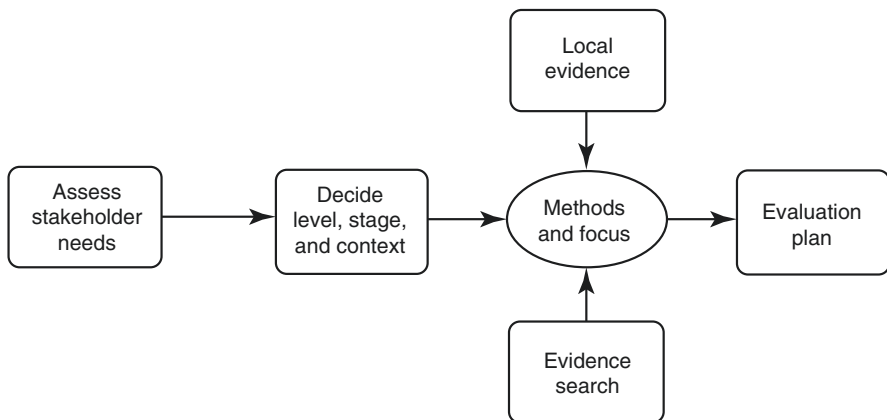 Local
evidence
Assess
stakeholder
needs
Decide
level, stage,
and context
Methods
and focus
Evaluation
plan
Evidence
search